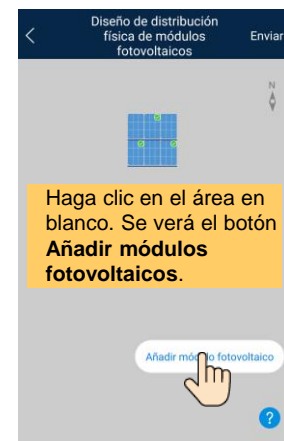 Diseño de distribución
física de módulos
fotovoltaicos
Enviar
N
Haga clic en el área en
blanco. Se verá el botón
Añadir módulos
fotovoltaicos.
Añadir módulo fotovoltaico
?